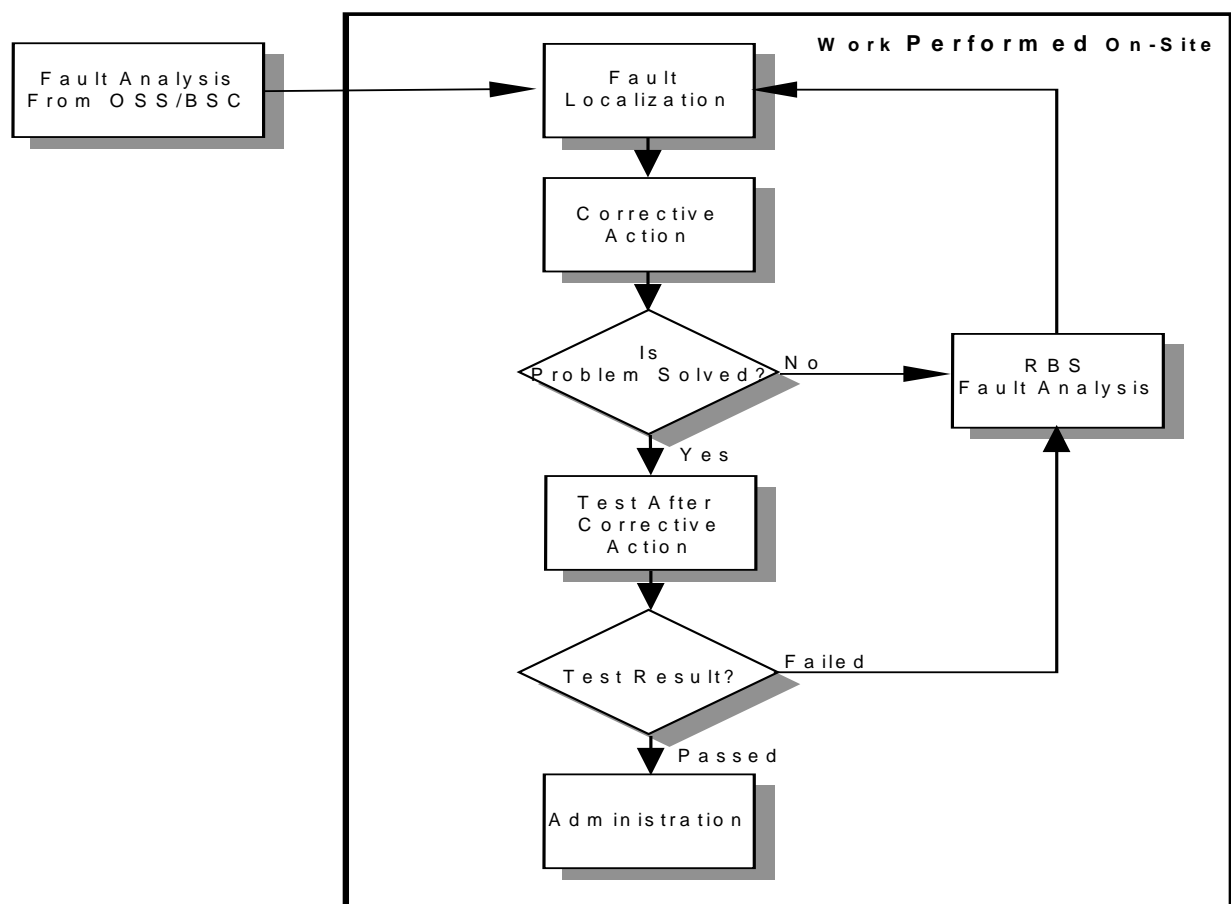 Work Performed On-Site
Fault Analysis
From OSS/BSC
Fault
Localization
Corrective
Action
Is
Problem Solved?
No
RBS
Fault Analysis
Yes
Test After
Corrective
Action
Test Result?
Failed
Passed
Administration